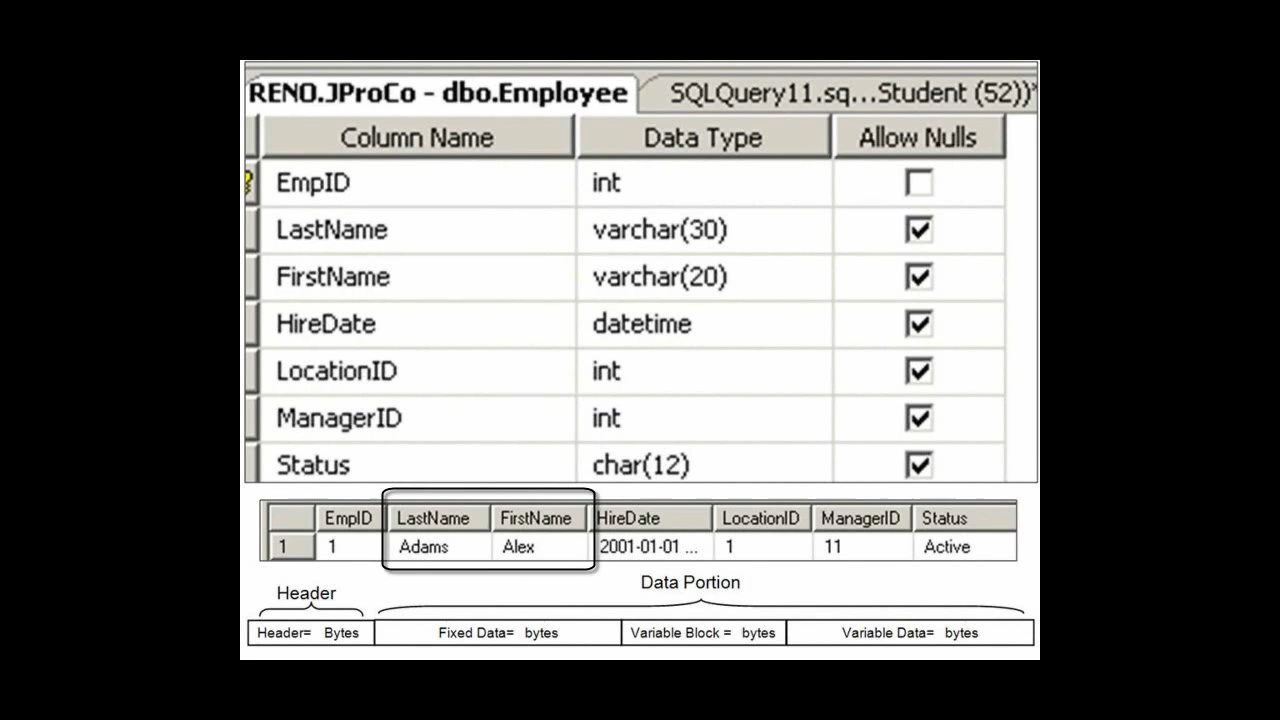 RENO.JProCo - dbo.Employee SQLQuery11.sq...Student (52))*
Column Name Data Type Allow Nulls
EmpID int
LastName varchar(30)
FirstName varchar(20)
HireDate datetime
LocationID int
ManagerID int
Status char(12)
EmpID LastName FirstName HireDate LocationID ManagerID Status
1 1 Adams Alex 2001-01-01 ... 1 11 Active
Header Data Portion
Header= Bytes Fixed Data= bytes Variable Block = bytes Variable Data= bytes